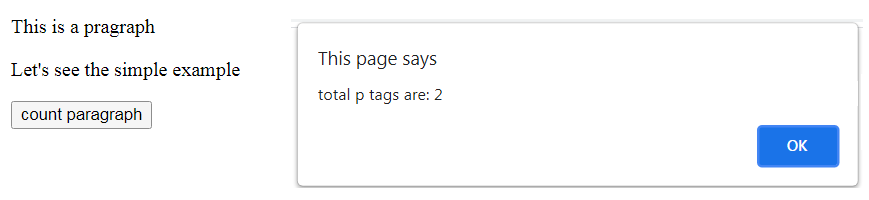 This is a pragraph
Let's see the simple example
count paragraph
This page says
total p tags are: 2
OK